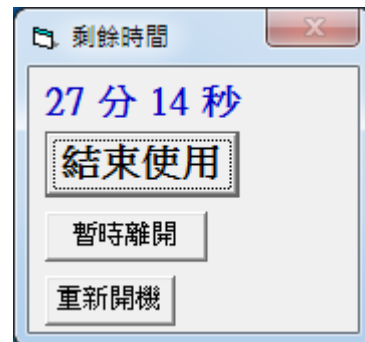 剩餘時間
27 分 14 秒
結束使用
暫時離開
重新開機